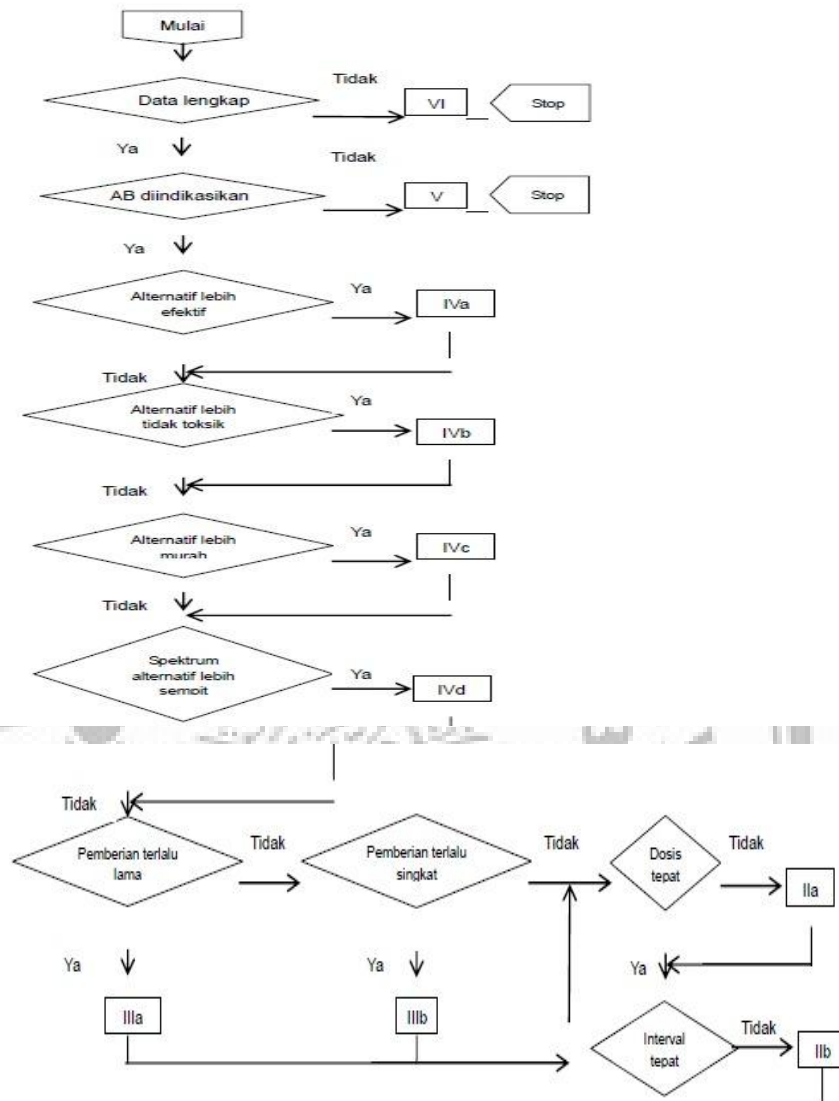 Mulai
Tidak
Data lengkap
VI
Stop
Ya
Tidak
AB diindikasikan
V
Stop
Ya
Alternatif lebih
efektif
Ya
IVa
Tidak
Alternatif lebih
tidak toksik
Ya
IVb
Tidak
Alternatif lebih
murah
Ya
IVc
Tidak
Spektrum
alternatif lebih
sempit
Ya
IVd
Tidak
Pemberian terlalu
lama
Tidak
Pemberian terlalu
singkat
Tidak
Dosis
tepat
Tidak
IIa
Ya
Ya
Ya
IIIa
IIIb
Interval
tepat
Tidak
IIb